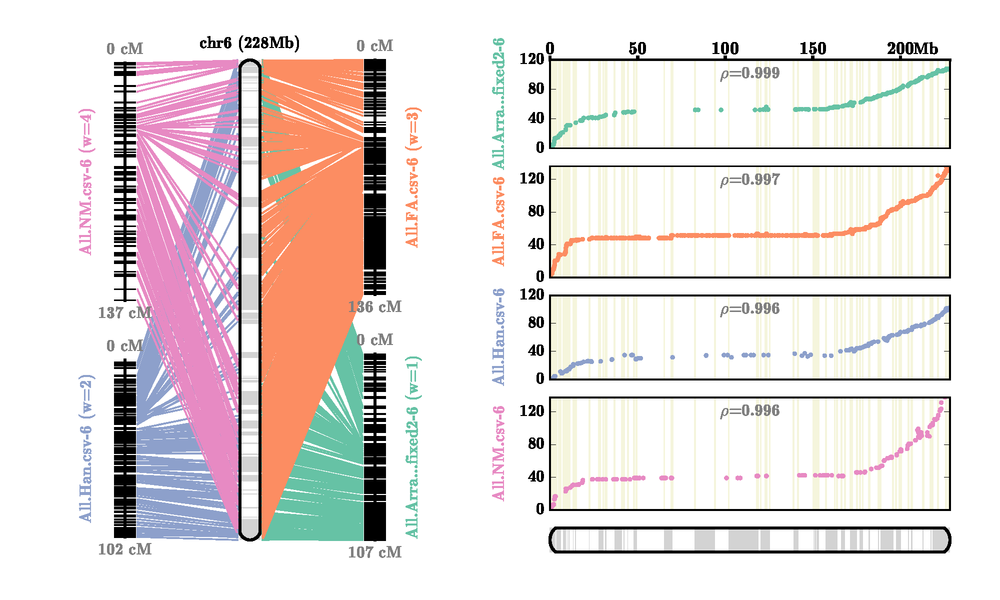 chr6 (228Mb)
0 cM
All.NM.csv-6 (w=4)
137 cM
0 cM
All.Han.csv-6 (w=2)
102 cM
0 cM
All.FA.csv-6 (w=3)
136 cM
0 cM
All.Arra...fixed2-6 (w=1)
107 cM
0 50 100 150 200Mb
All.Arra...fixed2-6
120
80
40
0
ρ=0.999
All.FA.csv-6
120
80
40
0
ρ=0.997
All.Han.csv-6
120
80
40
0
ρ=0.996
All.NM.csv-6
120
80
40
0
ρ=0.996